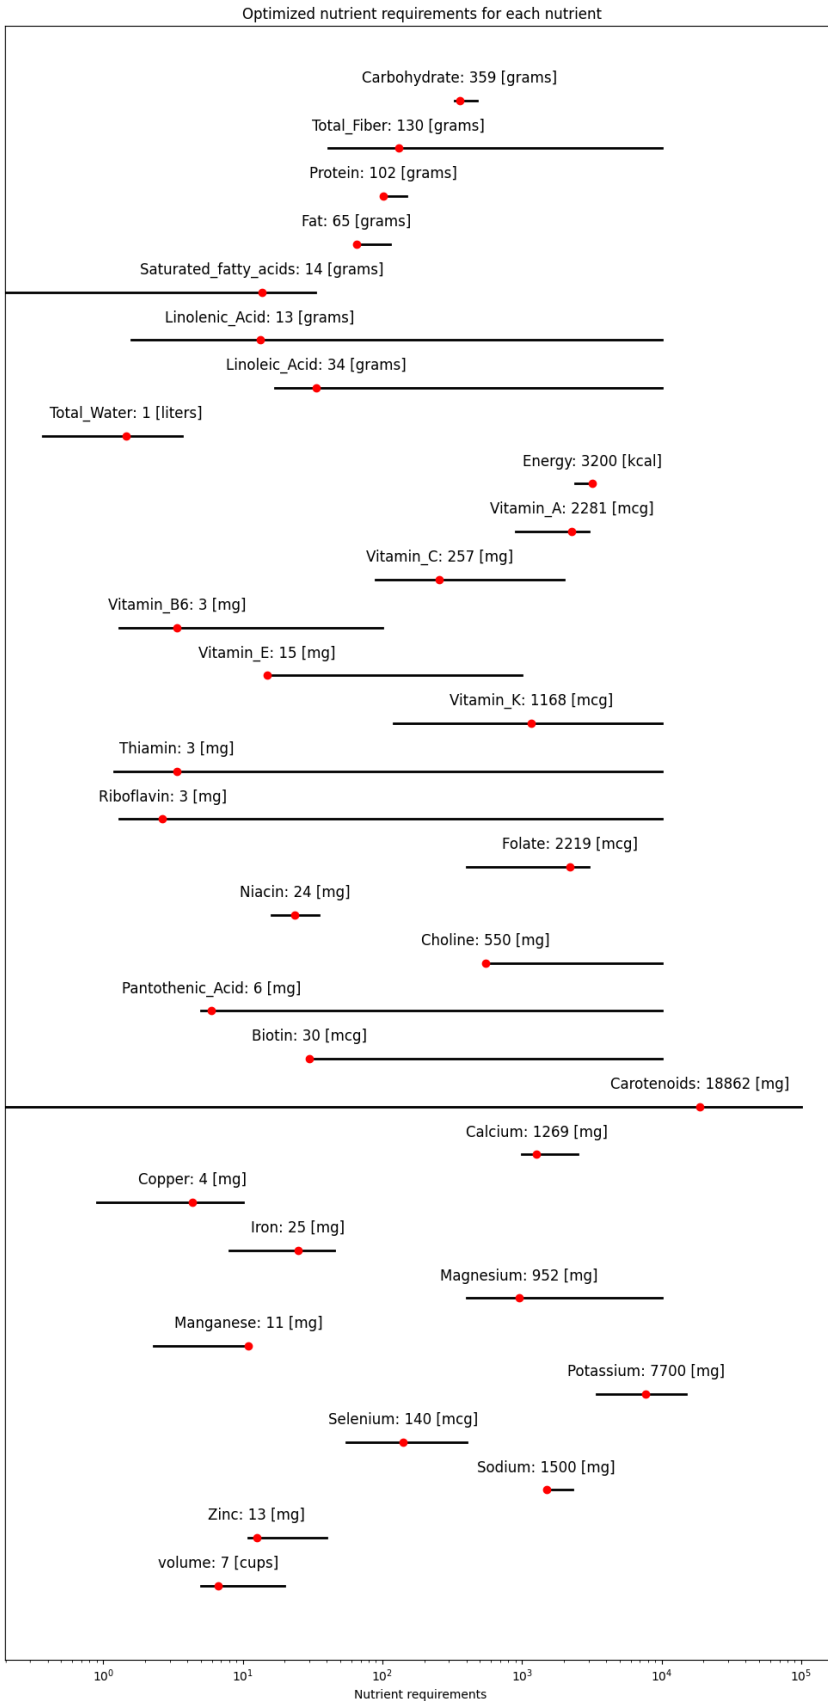 Optimized nutrient requirements for each nutrient
Carbohydrate: 359 [grams]
Total_Fiber: 130 [grams]
Protein: 102 [grams]
Fat: 65 [grams]
Saturated_fatty_acids: 14 [grams]
Linolenic_Acid: 13 [grams]
Linoleic_Acid: 34 [grams]
Total_Water: 1 [liters]
Energy: 3200 [kcal]
Vitamin_A: 2281 [mcg]
Vitamin_C: 257 [mg]
Vitamin_B6: 3 [mg]
Vitamin_E: 15 [mg]
Vitamin_K: 1168 [mcg]
Thiamin: 3 [mg]
Riboflavin: 3 [mg]
Folate: 2219 [mcg]
Niacin: 24 [mg]
Choline: 550 [mg]
Pantothenic_Acid: 6 [mg]
Biotin: 30 [mcg]
Carotenoids: 18862 [mg]
Calcium: 1269 [mg]
Copper: 4 [mg]
Iron: 25 [mg]
Magnesium: 952 [mg]
Manganese: 11 [mg]
Potassium: 7700 [mg]
Selenium: 140 [mcg]
Sodium: 1500 [mg]
Zinc: 13 [mg]
volume: 7 [cups]
10⁰ 10¹ 10² 10³ 10⁴ 10⁵
Nutrient requirements